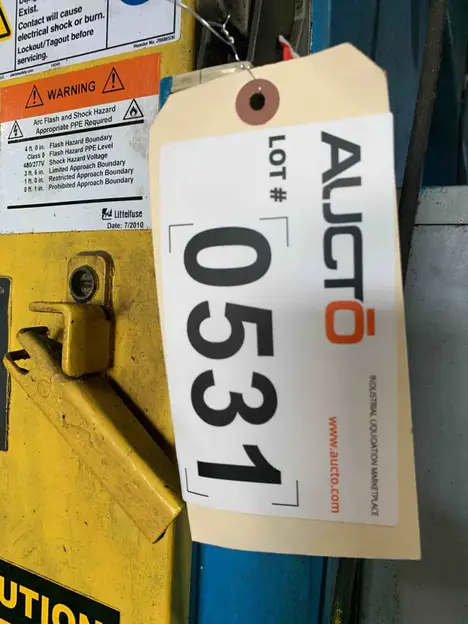 Exist.
Contact will cause
electrical shock or burn.
Lockout/Tagout before
servicing.
WARNING
Arc Flash and Shock Hazard
Appropriate PPE Required
4 ft. 0 in. Flash Hazard Boundary
Class 0 Flash Hazard PPE Level
480/277V Shock Hazard Voltage
3 ft. 6 in. Limited Approach Boundary
1 ft. 0 in. Restricted Approach Boundary
0 ft. 1 in. Prohibited Approach Boundary
Littelfuse
Date: 7/2010
AUCTO
INDUSTRIAL LIQUIDATION MARKETPLACE
www.aucto.com
LOT #
0531